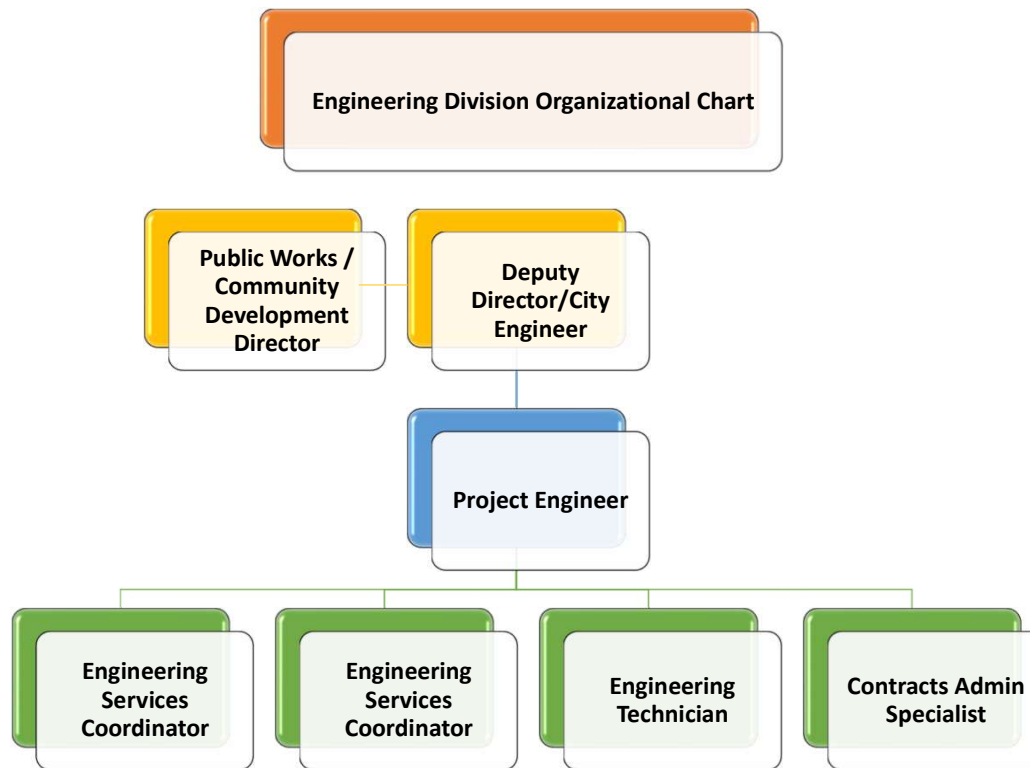 Engineering Division Organizational Chart
Public Works /
Community
Development
Director
Deputy
Director/City
Engineer
Project Engineer
Engineering
Services
Coordinator
Engineering
Services
Coordinator
Engineering
Technician
Contracts Admin
Specialist